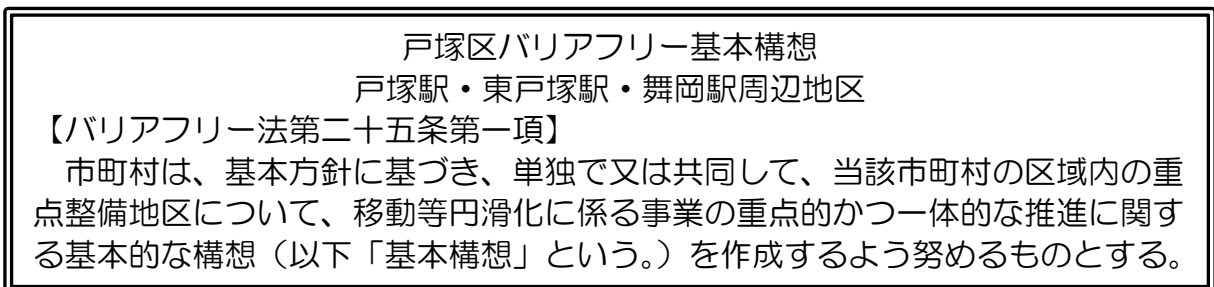 戸塚区バリアフリー基本構想
戸塚駅・東戸塚駅・舞岡駅周辺地区
【バリアフリー法第二十五条第一項】
　市町村は、基本方針に基づき、単独で又は共同して、当該市町村の区域内の重
点整備地区について、移動等円滑化に係る事業の重点的かつ一体的な推進に関す
る基本的な構想（以下「基本構想」という。）を作成するよう努めるものとする。